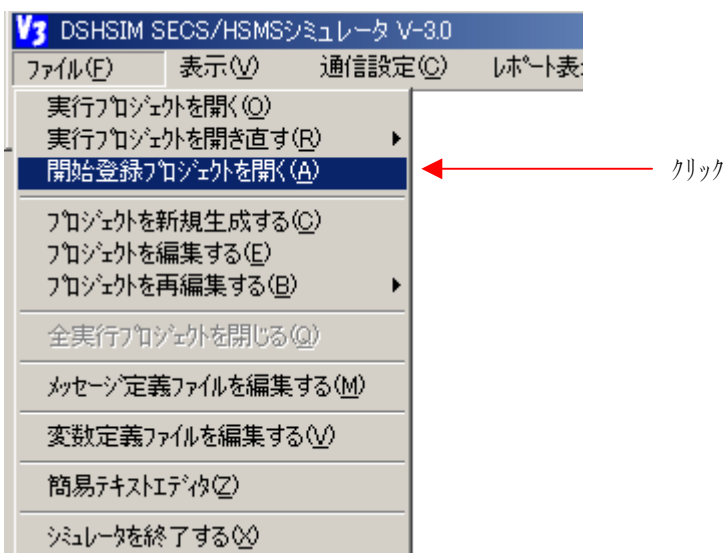 V3 DSHSIM SECS/HSMSｼﾐｭﾚｰﾀ V-3.0
ﾌｧｲﾙ(F) 表示(V) 通信設定(C) ﾚﾎﾟｰﾄ表
実行ﾌﾟﾛｼﾞｪｸﾄを開く(O)
実行ﾌﾟﾛｼﾞｪｸﾄを開き直す(R)
開始登録ﾌﾟﾛｼﾞｪｸﾄを開く(A)
ｸﾘｯｸ
ﾌﾟﾛｼﾞｪｸﾄを新規生成する(C)
ﾌﾟﾛｼﾞｪｸﾄを編集する(E)
ﾌﾟﾛｼﾞｪｸﾄを再編集する(B)
全実行ﾌﾟﾛｼﾞｪｸﾄを閉じる(Q)
ﾒｯｾｰｼﾞ定義ﾌｧｲﾙを編集する(M)
変数定義ﾌｧｲﾙを編集する(V)
簡易ﾃｷｽﾄｴﾃﾞｨﾀ(Z)
ｼﾐｭﾚｰﾀを終了する(X)